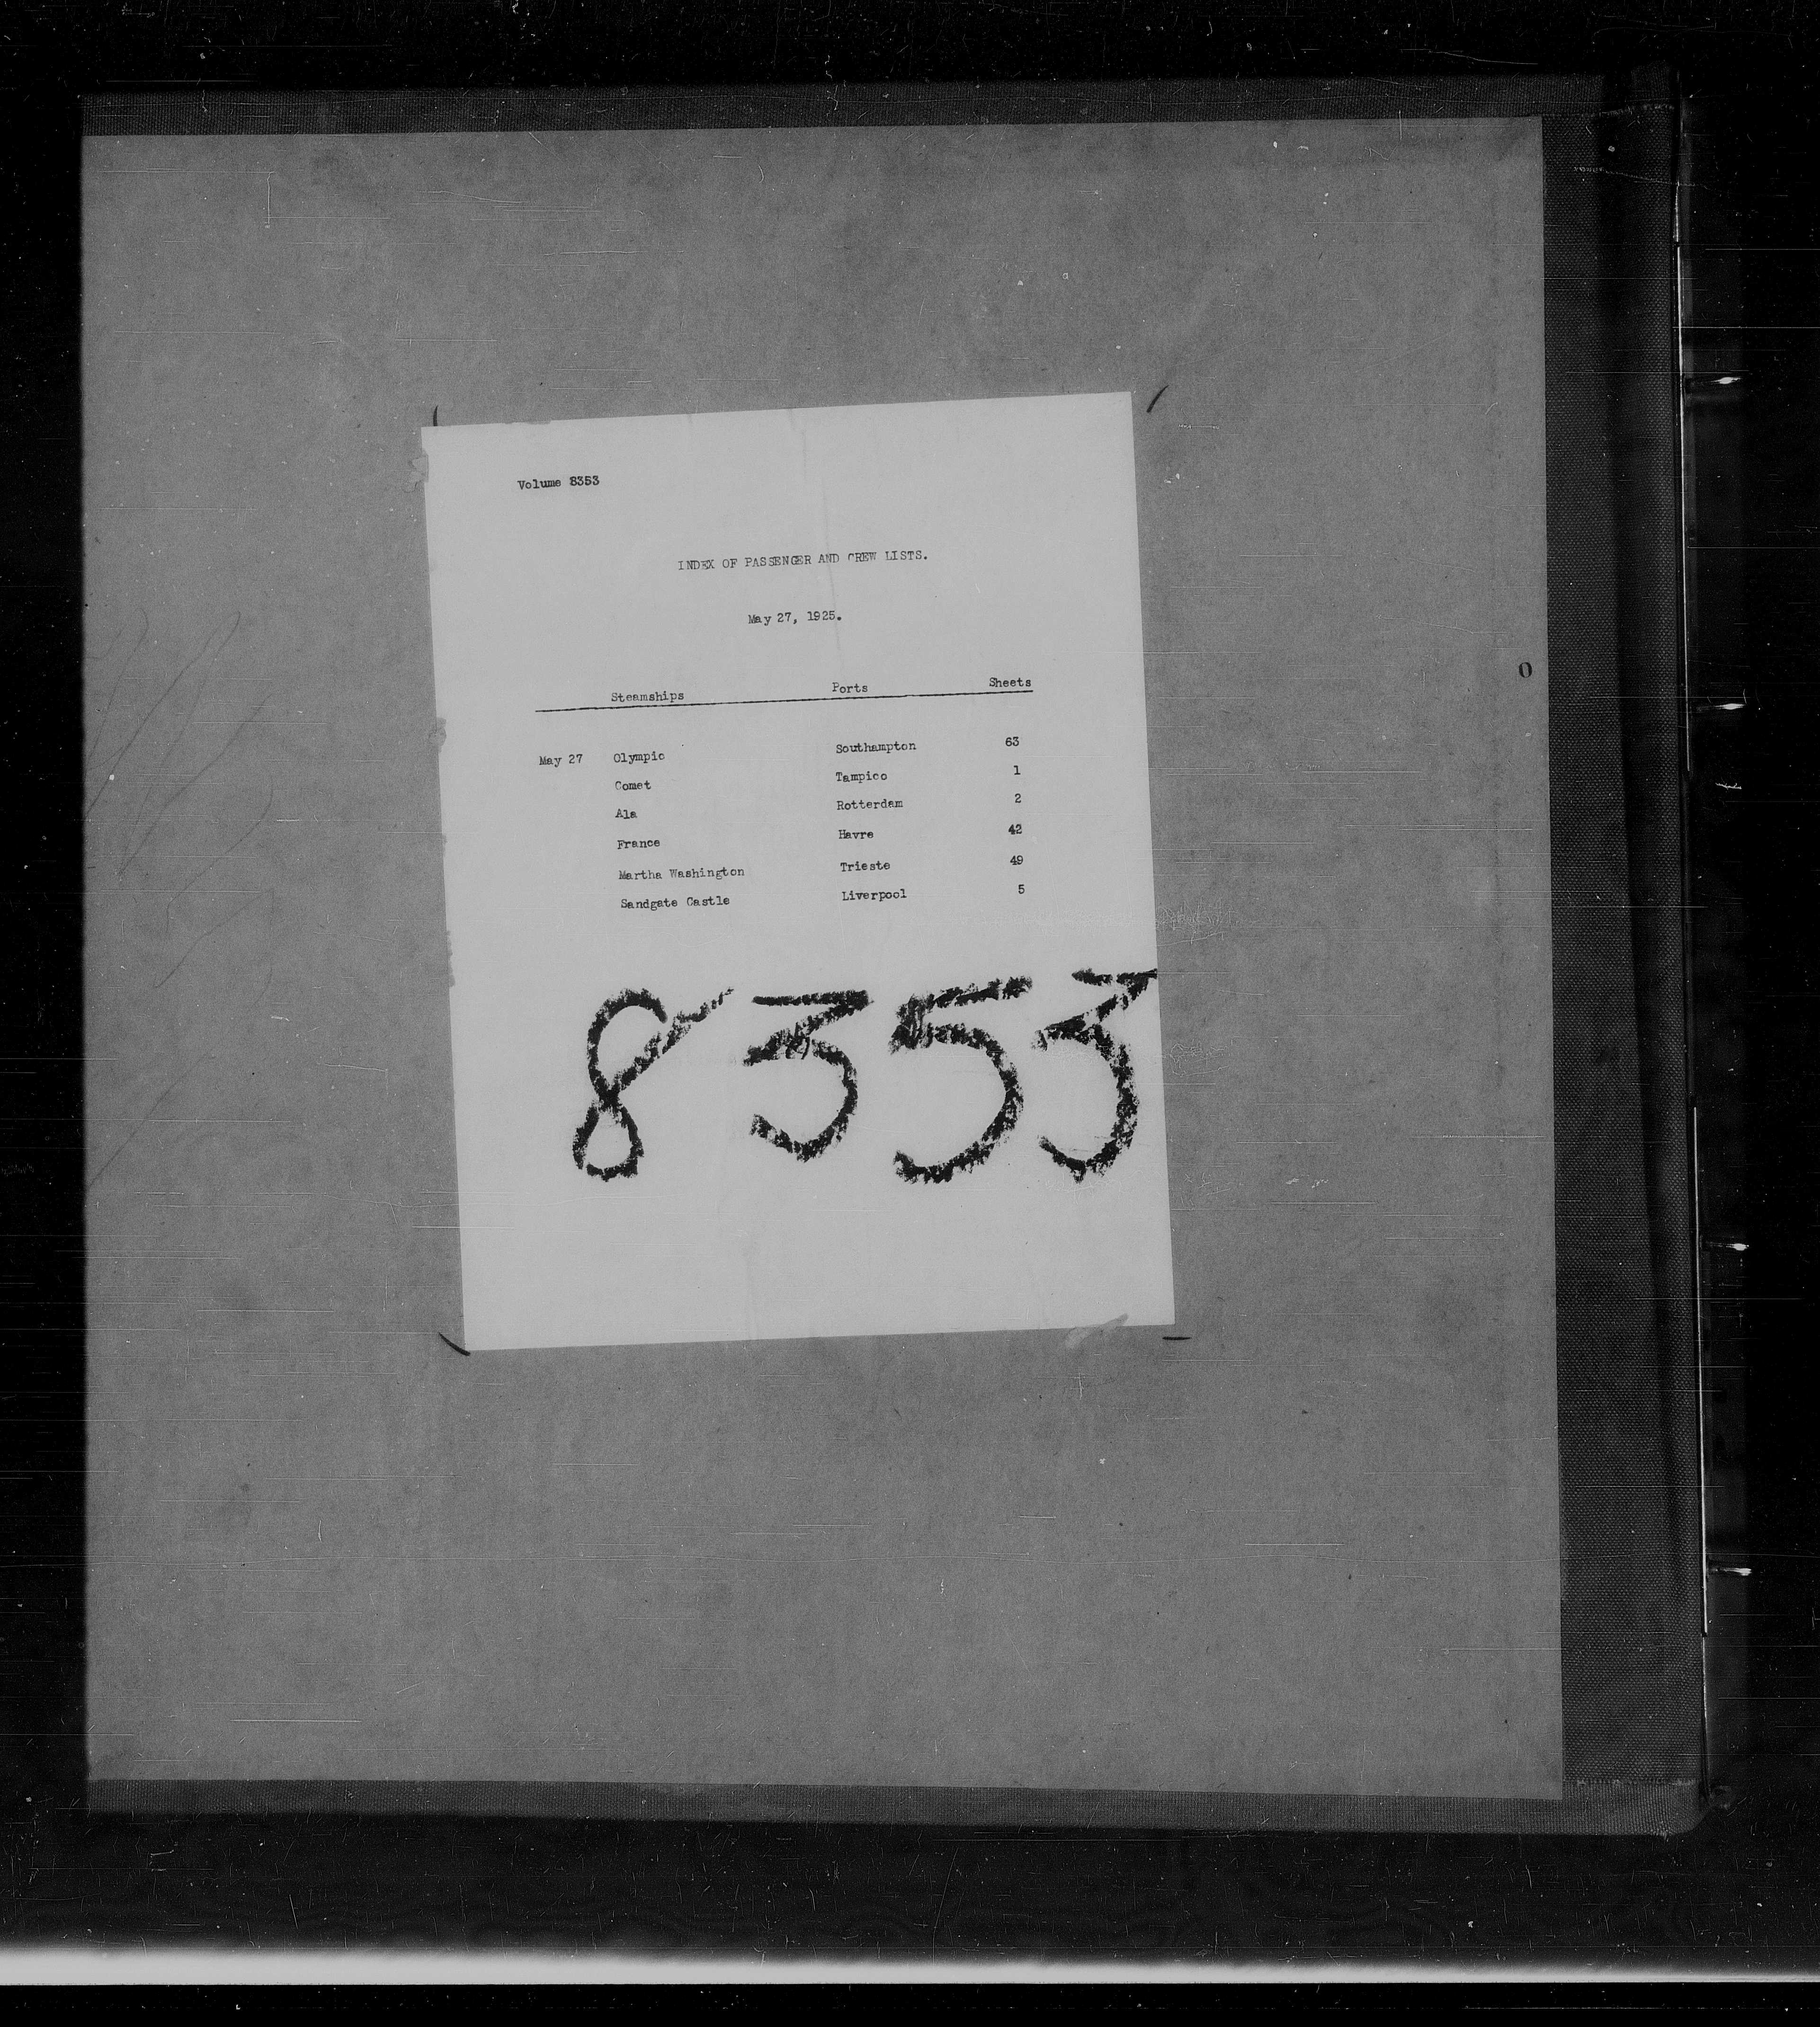 Volume 8353
INDEX OF PASSENGER AND CREW LISTS.
May 27, 1925.
Steamships Ports Sheets
May 27 Olympic Southampton 63
Comet Tampico 1
Ala Rotterdam 2
France Havre 42
Martha Washington Trieste 49
Sandgate Castle Liverpool 5
8353
0